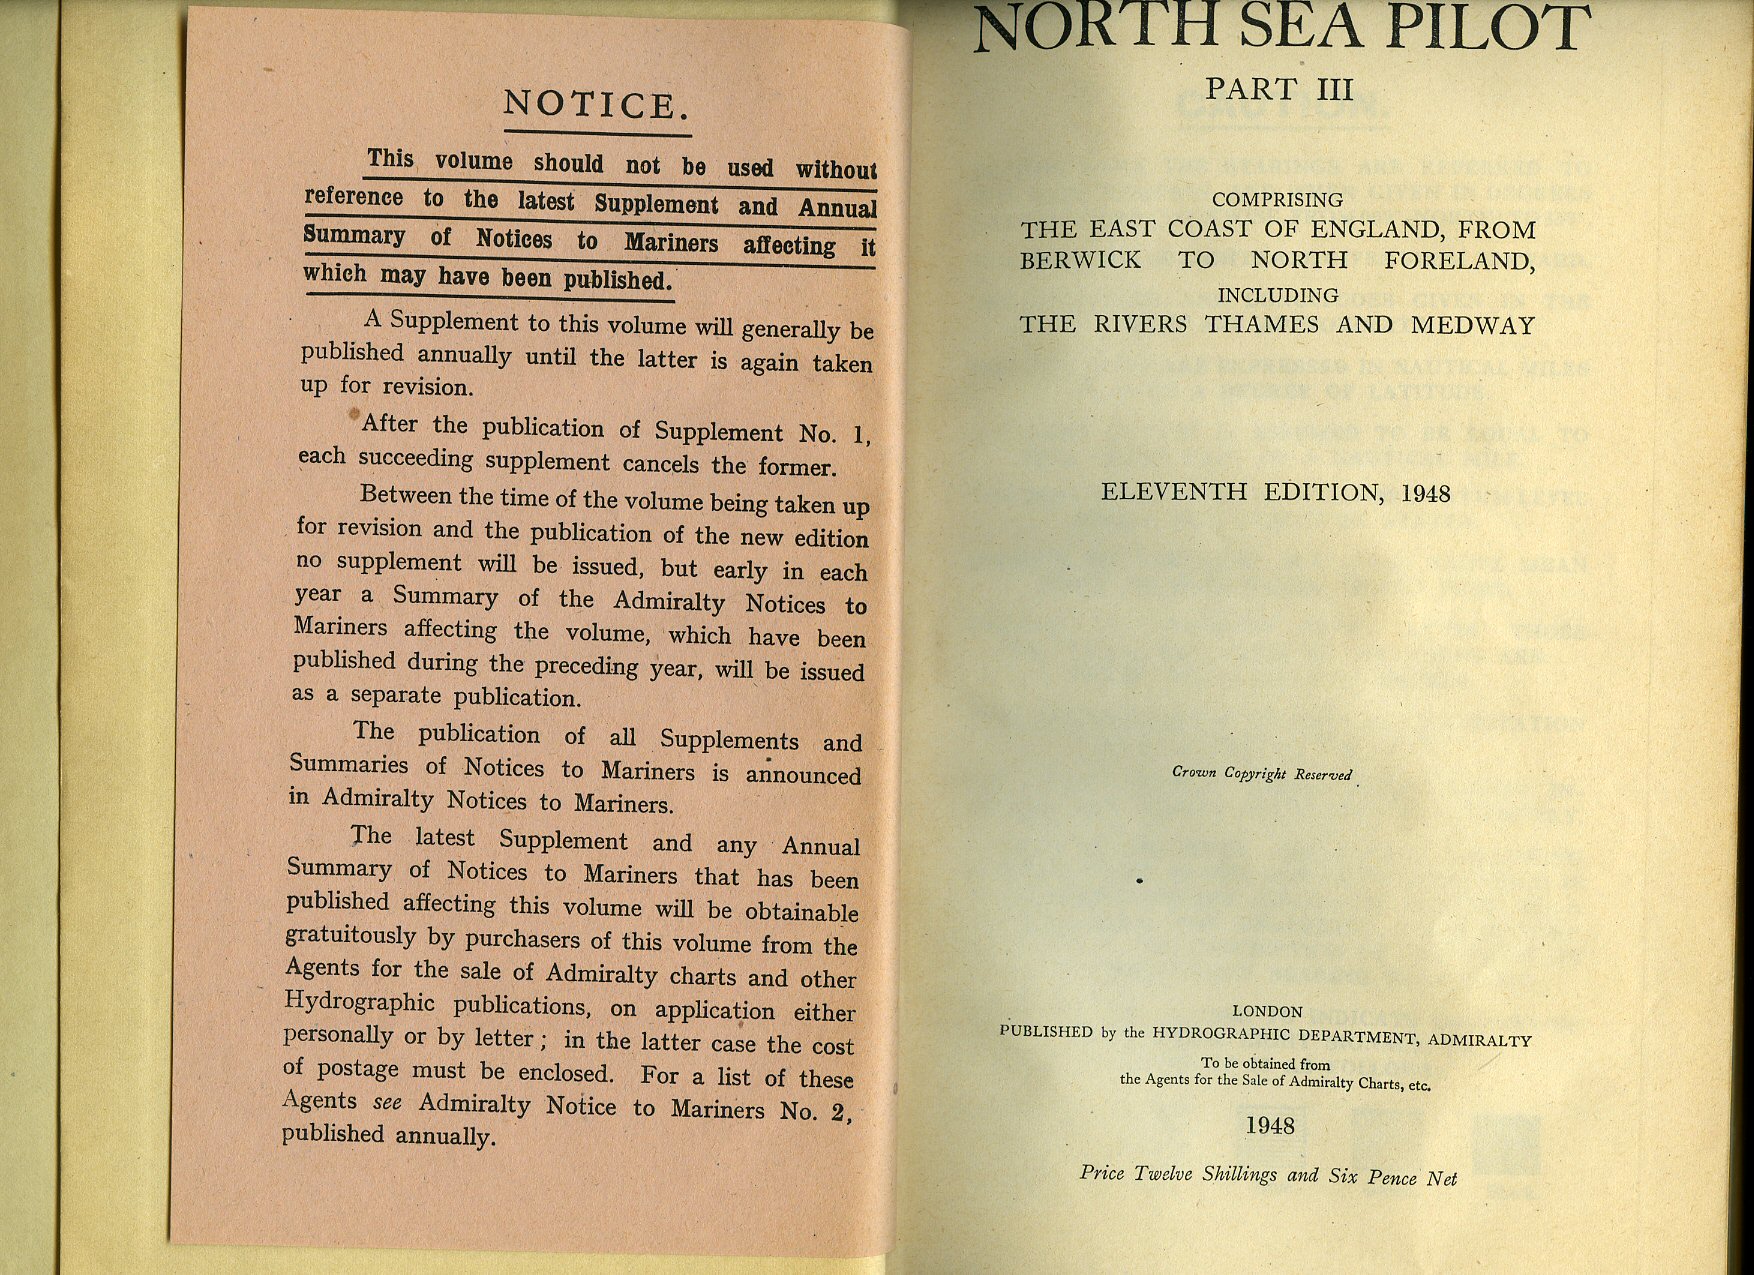 NOTICE.
This volume should not be used without
reference to the latest Supplement and Annual
Summary of Notices to Mariners affecting it
which may have been published.
A Supplement to this volume will generally be
published annually until the latter is again taken
up for revision.
After the publication of Supplement No. 1,
each succeeding supplement cancels the former.
Between the time of the volume being taken up
for revision and the publication of the new edition
no supplement will be issued, but early in each
year a Summary of the Admiralty Notices to
Mariners affecting the volume, which have been
published during the preceding year, will be issued
as a separate publication.
The publication of all Supplements and
Summaries of Notices to Mariners is announced
in Admiralty Notices to Mariners.
The latest Supplement and any Annual
Summary of Notices to Mariners that has been
published affecting this volume will be obtainable
gratuitously by purchasers of this volume from the
Agents for the sale of Admiralty charts and other
Hydrographic publications, on application either
personally or by letter; in the latter case the cost
of postage must be enclosed. For a list of these
Agents see Admiralty Notice to Mariners No. 2,
published annually.
NORTH SEA PILOT
PART III
COMPRISING
THE EAST COAST OF ENGLAND, FROM
BERWICK TO NORTH FORELAND,
INCLUDING
THE RIVERS THAMES AND MEDWAY
ELEVENTH EDITION, 1948
Crown Copyright Reserved
LONDON
PUBLISHED by the HYDROGRAPHIC DEPARTMENT, ADMIRALTY
To be obtained from
the Agents for the Sale of Admiralty Charts, etc.
1948
Price Twelve Shillings and Six Pence Net